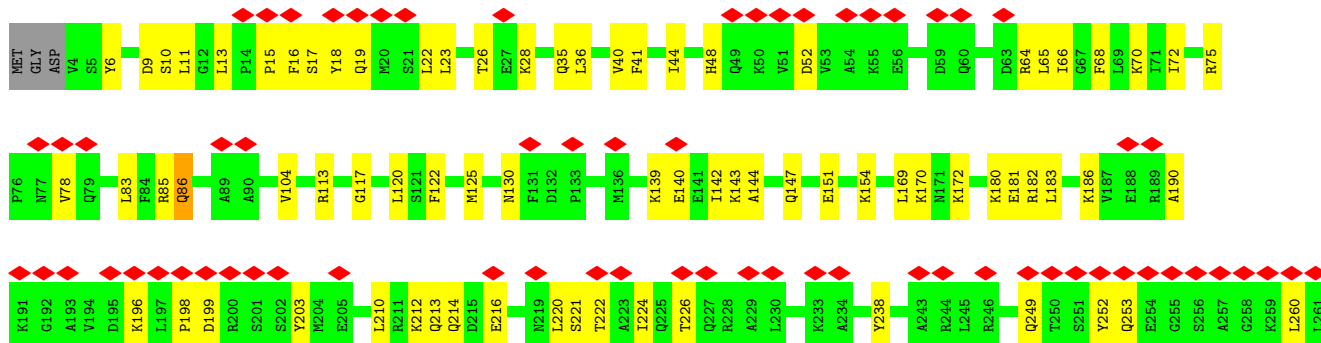 MET GLY ASP V4 S5 Y6 D9 S10 L11 G12 L13 P14 P15 F16 S17 Y18 Q19 M20 S21 L22 L23 T26 E27 K28 Q35 L36 V40 F41 I44 H48 Q49 K50 V51 D52 V53 A54 K55 E56 D59 Q60 D63 R64 L65 I66 G67 F68 L69 K70 I71 I72 R75
P76 N77 V78 Q79 L83 F84 R85 Q86 A89 A90 V104 R113 G117 L120 S121 F122 M125 N130 F131 D132 P133 M136 K139 E140 E141 I142 K143 A144 Q147 E151 K154 L169 K170 N171 K172 K180 E181 R182 L183 K186 V187 E188 R189 A190
K191 G192 A193 V194 D195 K196 L197 P198 D199 R200 S201 S202 Y203 M204 E205 L210 R211 K212 Q213 Q214 D215 E216 N219 L220 S221 T222 A223 I224 Q225 T226 Q227 R228 A229 L230 K233 A234 Y238 A243 R244 L245 R246 Q249 T250 S251 Y252 Q253 E254 G255 S256 A257 G258 K259 L260 L261